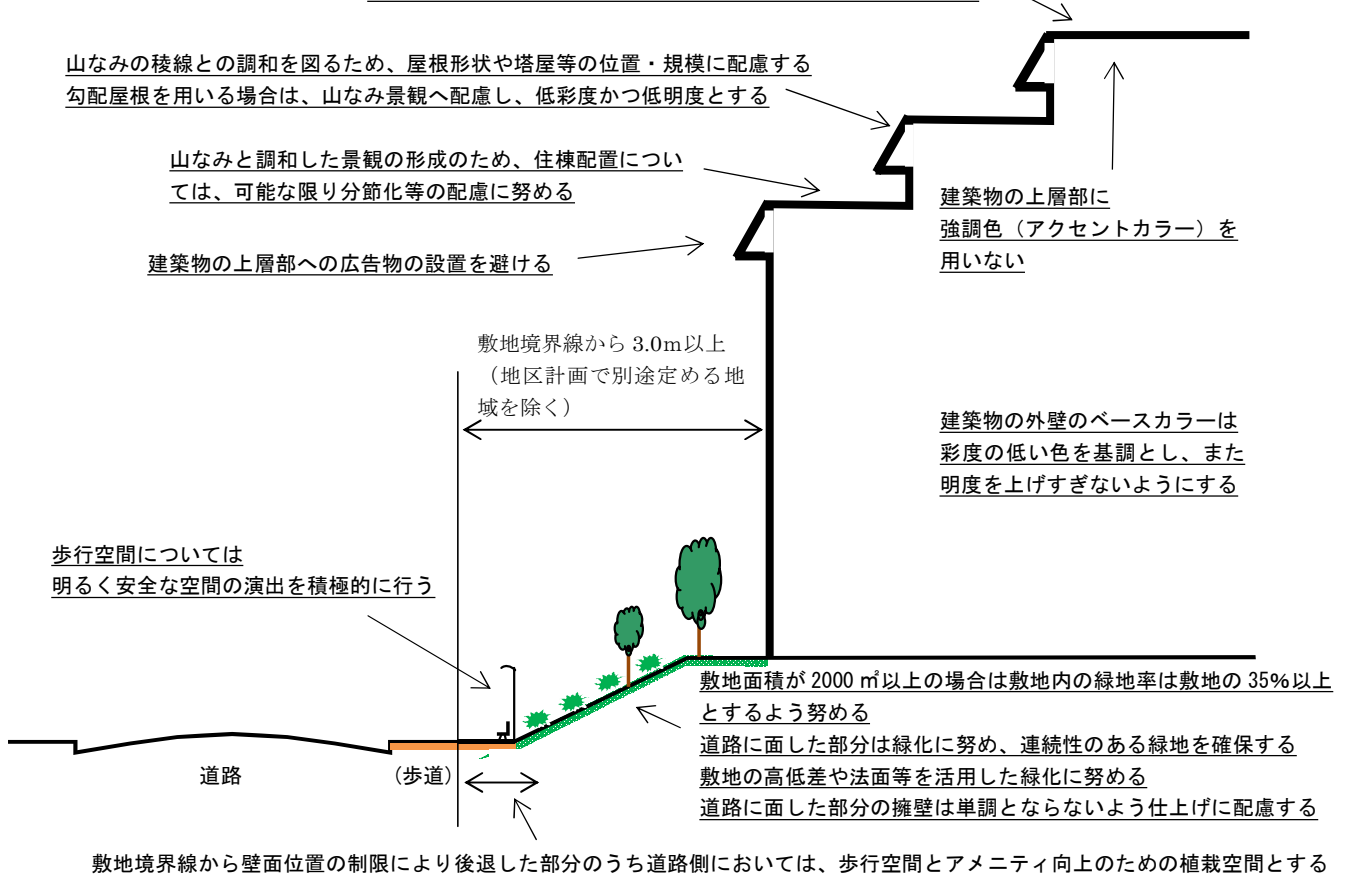 山なみの稜線との調和を図るため、屋根形状や塔屋等の位置・規模に配慮する
勾配屋根を用いる場合は、山なみ景観へ配慮し、低彩度かつ低明度とする
山なみと調和した景観の形成のため、住棟配置につい
ては、可能な限り分節化等の配慮に努める
建築物の上層部に
強調色（アクセントカラー）を
用いない
建築物の上層部への広告物の設置を避ける
敷地境界線から 3.0m以上
（地区計画で別途定める地
域を除く）
建築物の外壁のベースカラーは
彩度の低い色を基調とし、また
明度を上げすぎないようにする
歩行空間については
明るく安全な空間の演出を積極的に行う
敷地面積が 2000 ㎡以上の場合は敷地内の緑地率は敷地の 35%以上
とするよう努める
道路に面した部分は緑化に努め、連続性のある緑地を確保する
敷地の高低差や法面等を活用した緑化に努める
道路に面した部分の擁壁は単調とならないよう仕上げに配慮する
道路
(歩道)
敷地境界線から壁面位置の制限により後退した部分のうち道路側においては、歩行空間とアメニティ向上のための植栽空間とする